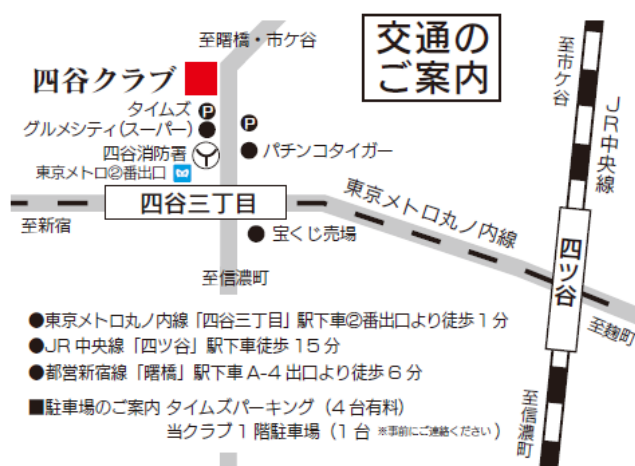 交通の
ご案内
至曙橋・市ケ谷
四谷クラブ
タイムズ
P
グルメシティ(スーパー)
P
四谷消防署
パチンコタイガー
東京メトロ②番出口
四谷三丁目
至新宿
東京メトロ丸ノ内線
宝くじ売場
至信濃町
至市ケ谷
JR中央線
四ツ谷
至麹町
至信濃町
●東京メトロ丸ノ内線「四谷三丁目」駅下車②番出口より徒歩1分
●JR中央線「四ツ谷」駅下車徒歩15分
●都営新宿線「曙橋」駅下車A-4出口より徒歩6分
■駐車場のご案内 タイムズパーキング(4台有料)
当クラブ1階駐車場(1台 ※事前にご連絡ください)